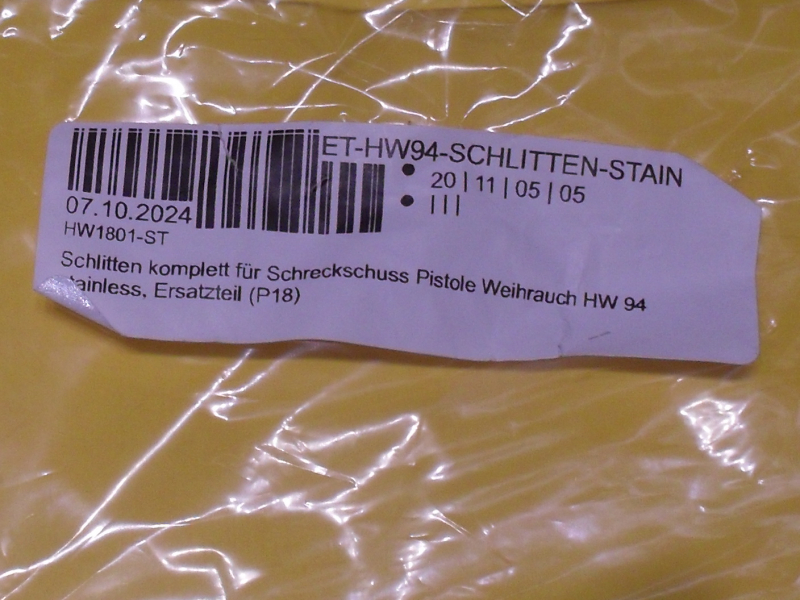 ET-HW94-SCHLITTEN-STAIN
• 20 | 11 | 05 | 05
• | | |
07.10.2024
HW1801-ST
Schlitten komplett für Schreckschuss Pistole Weihrauch HW 94
tainless, Ersatzteil (P18)